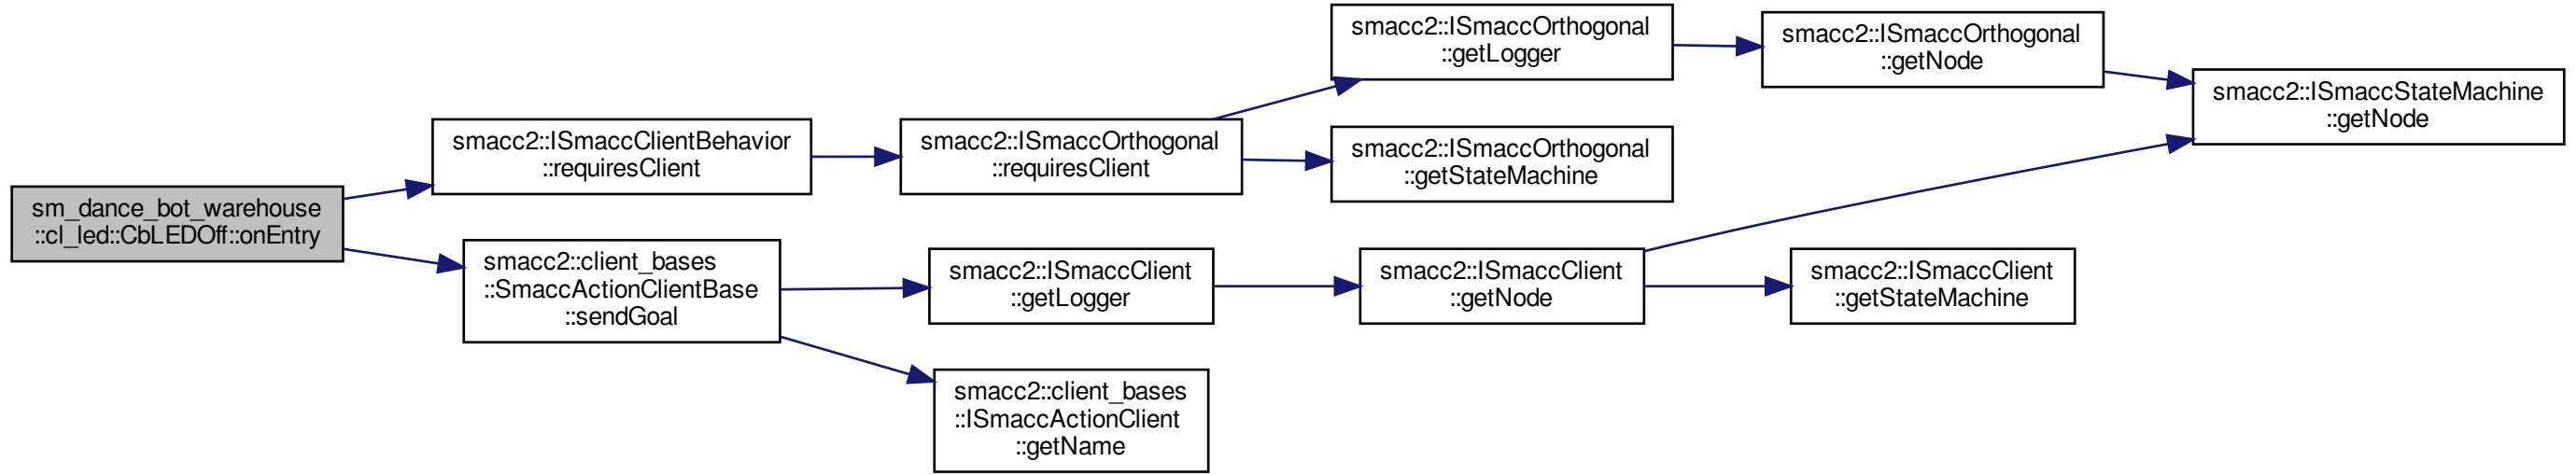 sm_dance_bot_warehouse
::cl_led::CbLEDOff::onEntry
smacc2::ISmaccClientBehavior
::requiresClient
smacc2::ISmaccOrthogonal
::requiresClient
smacc2::ISmaccOrthogonal
::getLogger
smacc2::ISmaccOrthogonal
::getNode
smacc2::ISmaccStateMachine
::getNode
smacc2::ISmaccOrthogonal
::getStateMachine
smacc2::client_bases
::SmaccActionClientBase
::sendGoal
smacc2::ISmaccClient
::getLogger
smacc2::ISmaccClient
::getNode
smacc2::ISmaccClient
::getStateMachine
smacc2::client_bases
::ISmaccActionClient
::getName